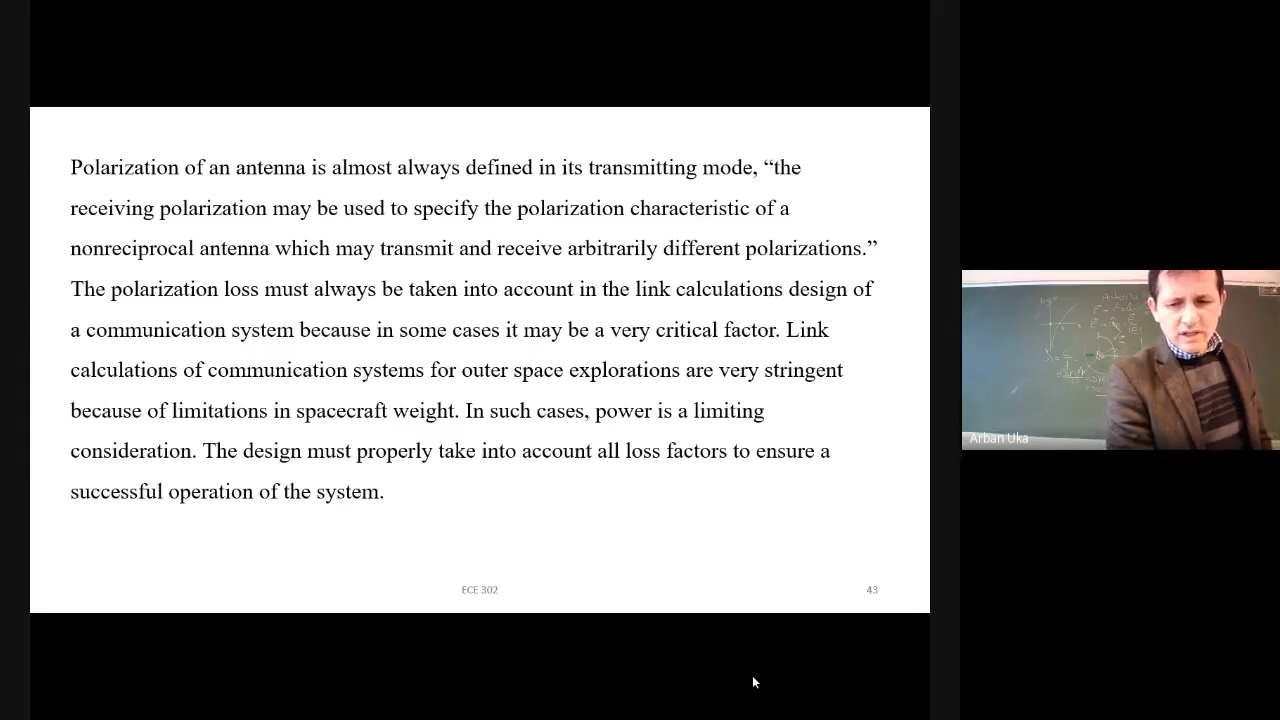 Polarization of an antenna is almost always defined in its transmitting mode, “the
receiving polarization may be used to specify the polarization characteristic of a
nonreciprocal antenna which may transmit and receive arbitrarily different polarizations.”
The polarization loss must always be taken into account in the link calculations design of
a communication system because in some cases it may be a very critical factor. Link
calculations of communication systems for outer space explorations are very stringent
because of limitations in spacecraft weight. In such cases, power is a limiting
consideration. The design must properly take into account all loss factors to ensure a
successful operation of the system.
ECE 302
43
Arban Uka